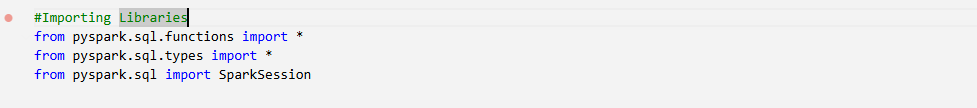 #Importing Libraries
from pyspark.sql.functions import *
from pyspark.sql.types import *
from pyspark.sql import SparkSession